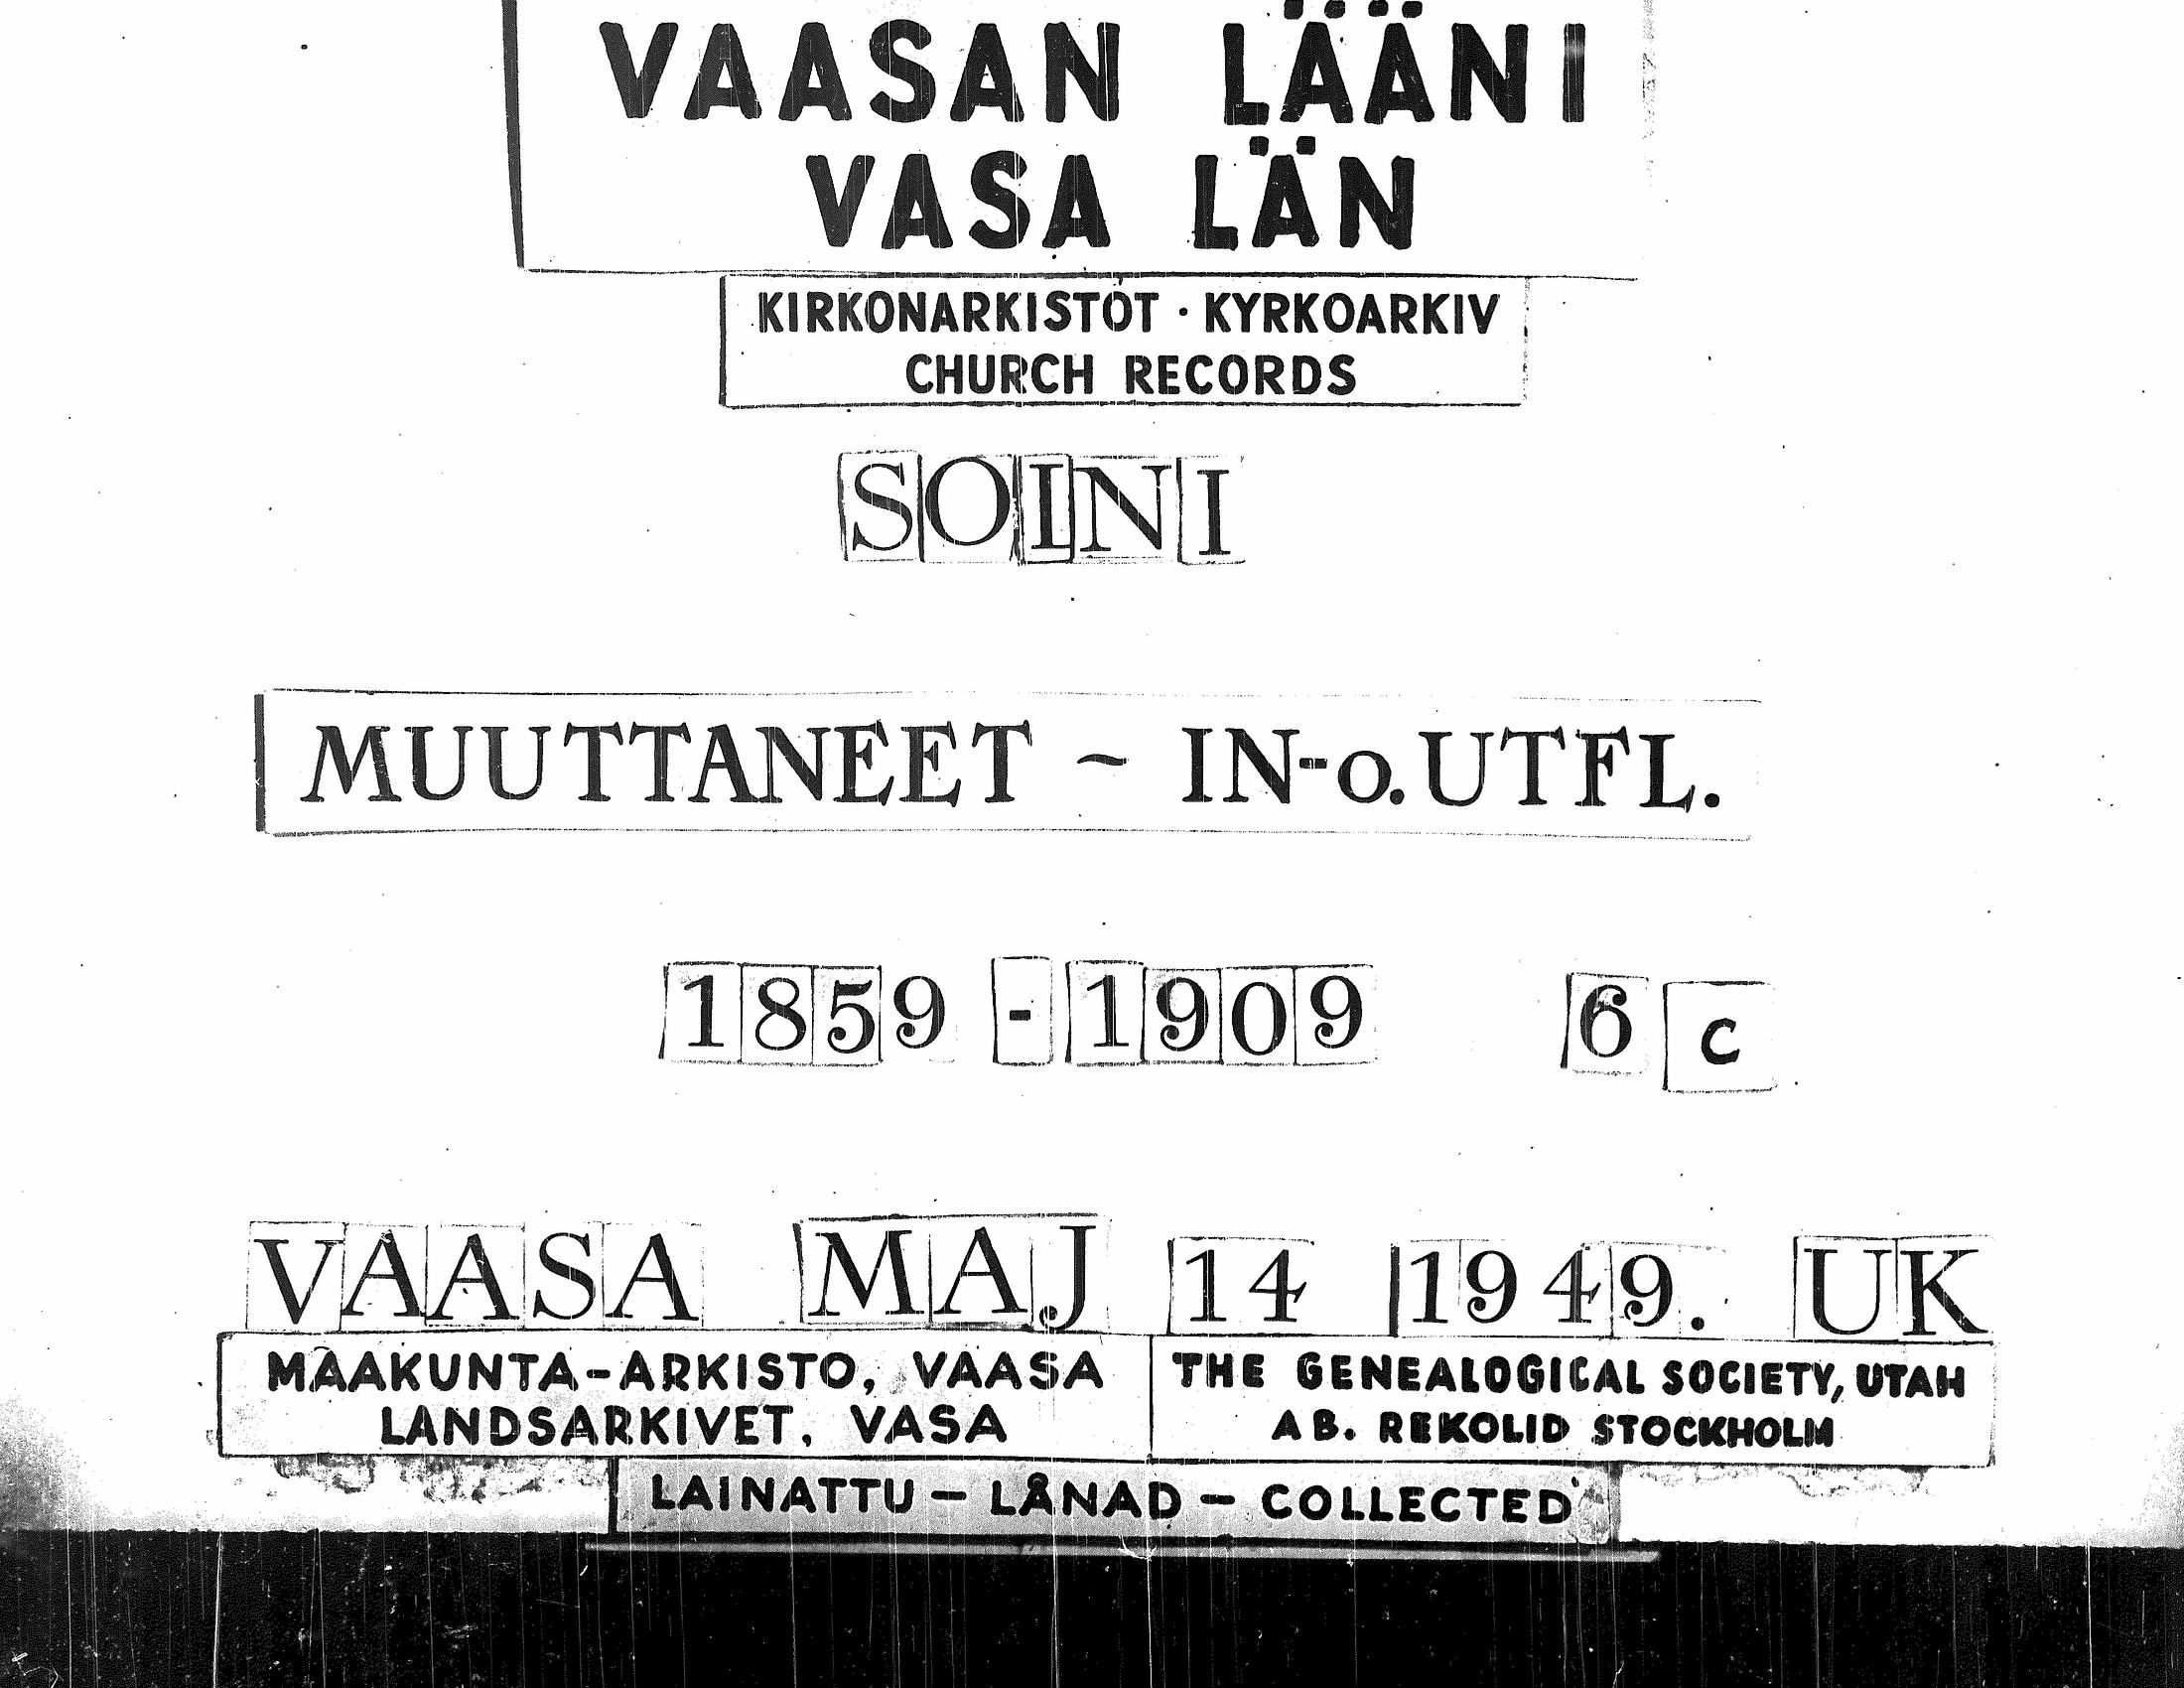 VAASAN LÄÄNI
VASA LÄN
KIRKONARKISTOT · KYRKOARKIV
CHURCH RECORDS
SOINI
MUUTTANEET ~ IN-o. UTFL.
1859 - 1909 6 c
VAASA MAJ 14 1949. UK
MAAKUNTA-ARKISTO, VAASA
LANDSARKIVET, VASA
THE GENEALOGICAL SOCIETY, UTAH
AB. REKOLID STOCKHOLM
LAINATTU - LÅNAD - COLLECTED